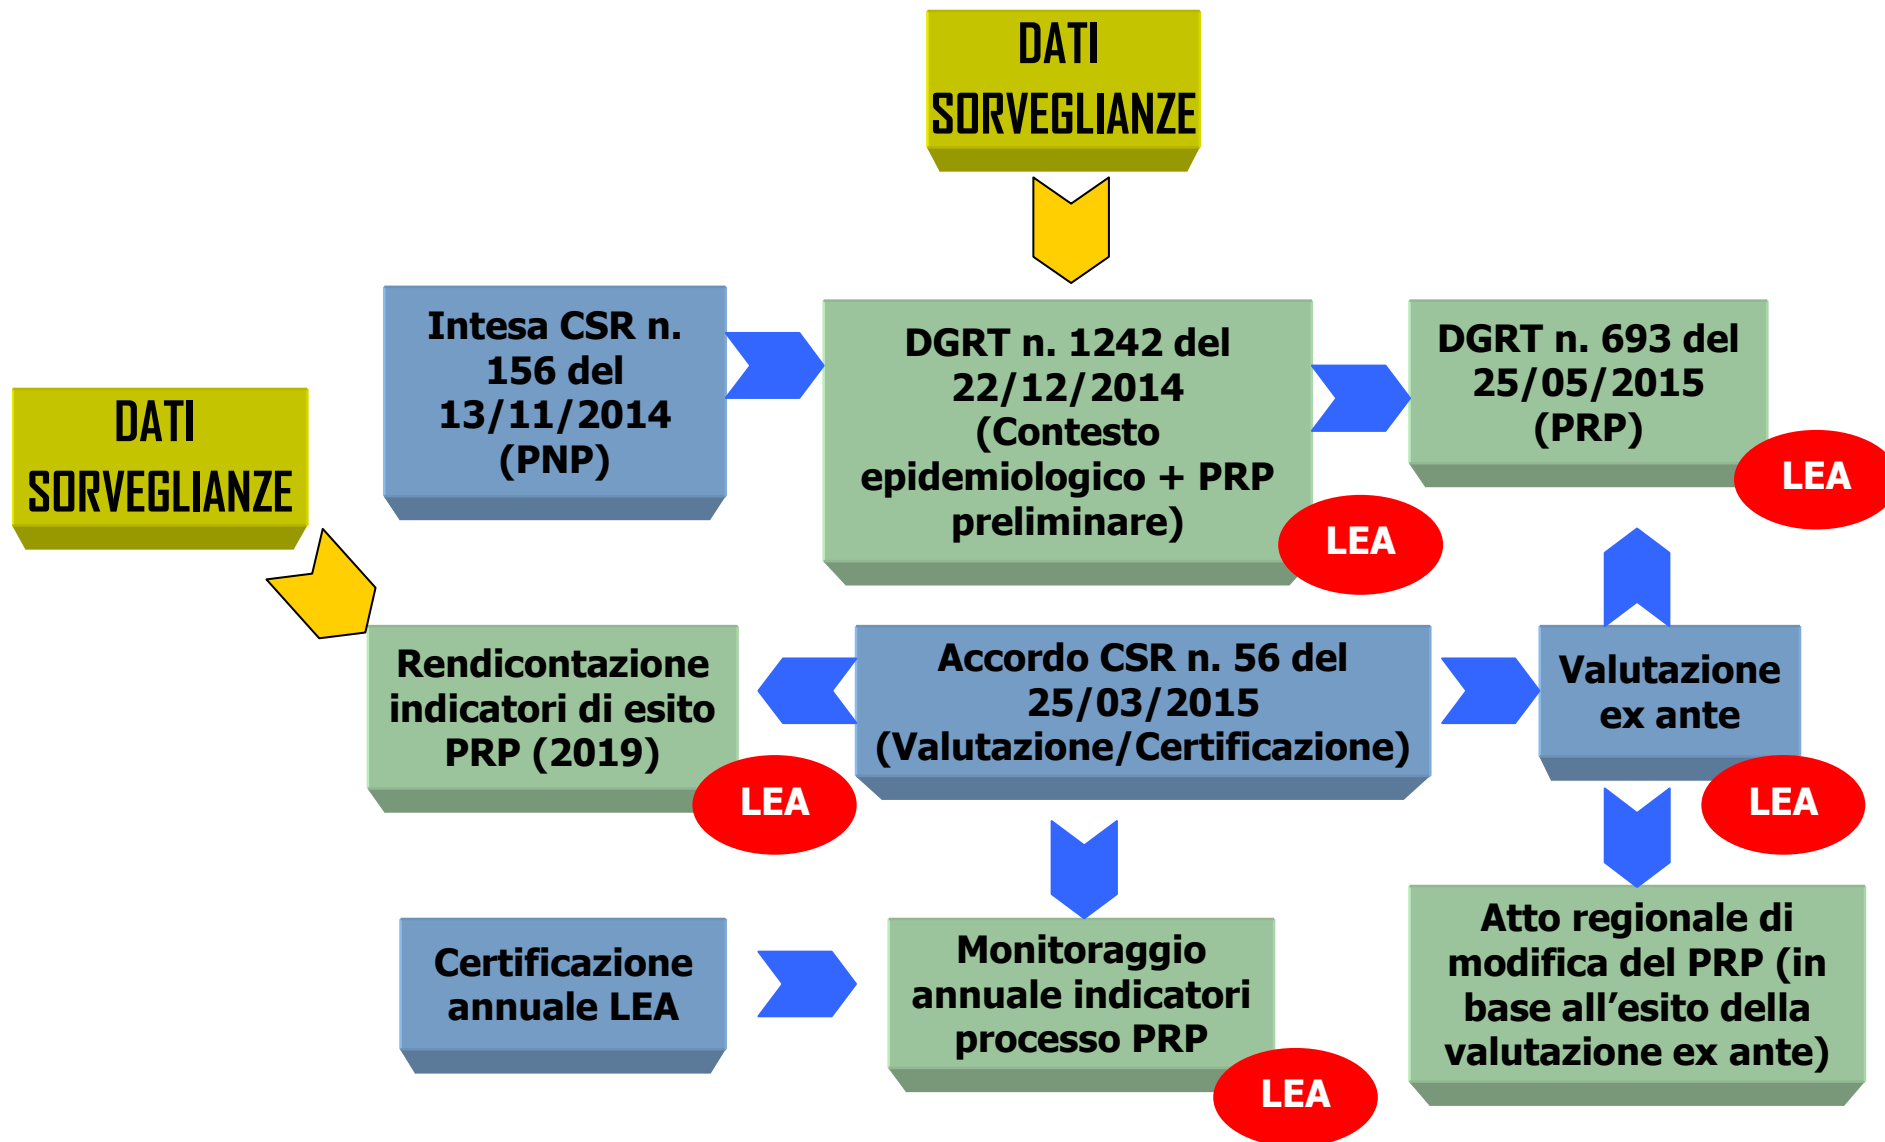 DATI
SORVEGLIANZE
Intesa CSR n.
156 del
13/11/2014
(PNP)
DGRT n. 1242 del
22/12/2014
(Contesto
epidemiologico + PRP
preliminare)
LEA
DGRT n. 693 del
25/05/2015
(PRP)
LEA
DATI
SORVEGLIANZE
Rendicontazione
indicatori di esito
PRP (2019)
LEA
Accordo CSR n. 56 del
25/03/2015
(Valutazione/Certificazione)
Valutazione
ex ante
LEA
Certificazione
annuale LEA
Monitoraggio
annuale indicatori
processo PRP
LEA
Atto regionale di
modifica del PRP (in
base all’esito della
valutazione ex ante)